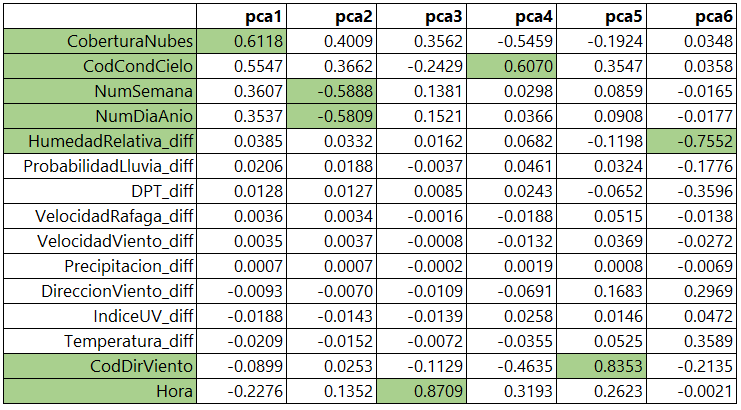 pca1 pca2 pca3 pca4 pca5 pca6
CoberturaNubes 0.6118 0.4009 0.3562 -0.5459 -0.1924 0.0348
CodCondCielo 0.5547 0.3662 -0.2429 0.6070 0.3547 0.0358
NumSemana 0.3607 -0.5888 0.1381 0.0298 0.0859 -0.0165
NumDiaAnio 0.3537 -0.5809 0.1521 0.0366 0.0908 -0.0177
HumedadRelativa_diff 0.0385 0.0332 0.0162 0.0682 -0.1198 -0.7552
ProbabilidadLluvia_diff 0.0206 0.0188 -0.0037 0.0461 0.0324 -0.1776
DPT_diff 0.0128 0.0127 0.0085 0.0243 -0.0652 -0.3596
VelocidadRafaga_diff 0.0036 0.0034 -0.0016 -0.0188 0.0515 -0.0138
VelocidadViento_diff 0.0035 0.0037 -0.0008 -0.0132 0.0369 -0.0272
Precipitacion_diff 0.0007 0.0007 -0.0002 0.0019 0.0008 -0.0069
DireccionViento_diff -0.0093 -0.0070 -0.0109 -0.0691 0.1683 0.2969
IndiceUV_diff -0.0188 -0.0143 -0.0139 0.0258 0.0146 0.0472
Temperatura_diff -0.0209 -0.0152 -0.0072 -0.0355 0.0525 0.3589
CodDirViento -0.0899 0.0253 -0.1129 -0.4635 0.8353 -0.2135
Hora -0.2276 0.1352 0.8709 0.3193 0.2623 -0.0021